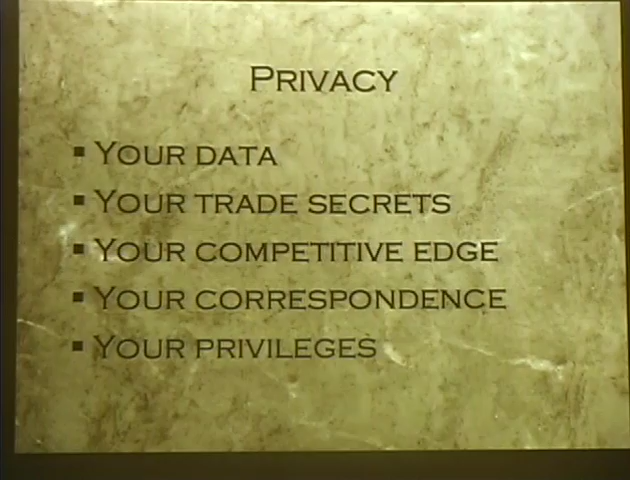 PRIVACY
▪ YOUR DATA
▪ YOUR TRADE SECRETS
▪ YOUR COMPETITIVE EDGE
▪ YOUR CORRESPONDENCE
▪ YOUR PRIVILEGES